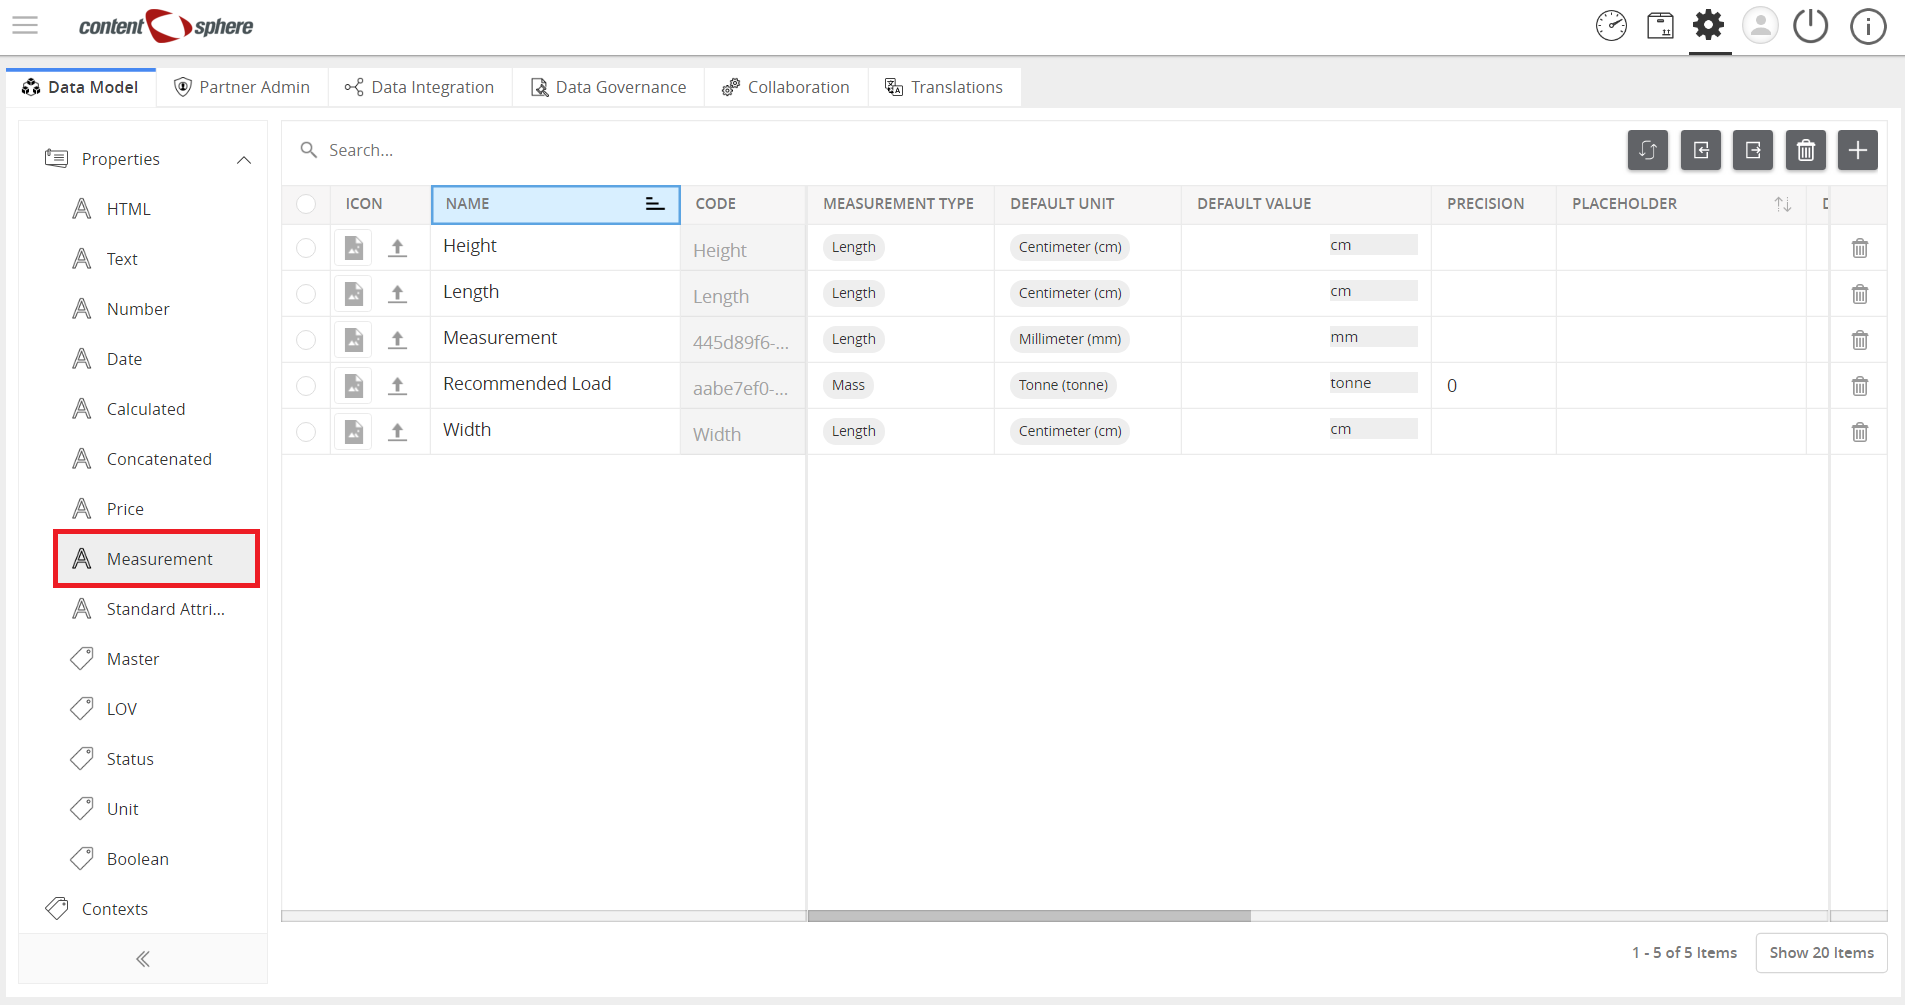 content sphere
Data Model Partner Admin Data Integration Data Governance Collaboration Translations
Properties
HTML
Text
Number
Date
Calculated
Concatenated
Price
Measurement
Standard Attri...
Master
LOV
Status
Unit
Boolean
Contexts
Search...
ICON NAME CODE MEASUREMENT TYPE DEFAULT UNIT DEFAULT VALUE PRECISION PLACEHOLDER
Height Height Length Centimeter (cm) cm
Length Length Length Centimeter (cm) cm
Measurement 445d89f6-... Length Millimeter (mm) mm
Recommended Load aabe7ef0-... Mass Tonne (tonne) tonne 0
Width Width Length Centimeter (cm) cm
1 - 5 of 5 Items Show 20 Items